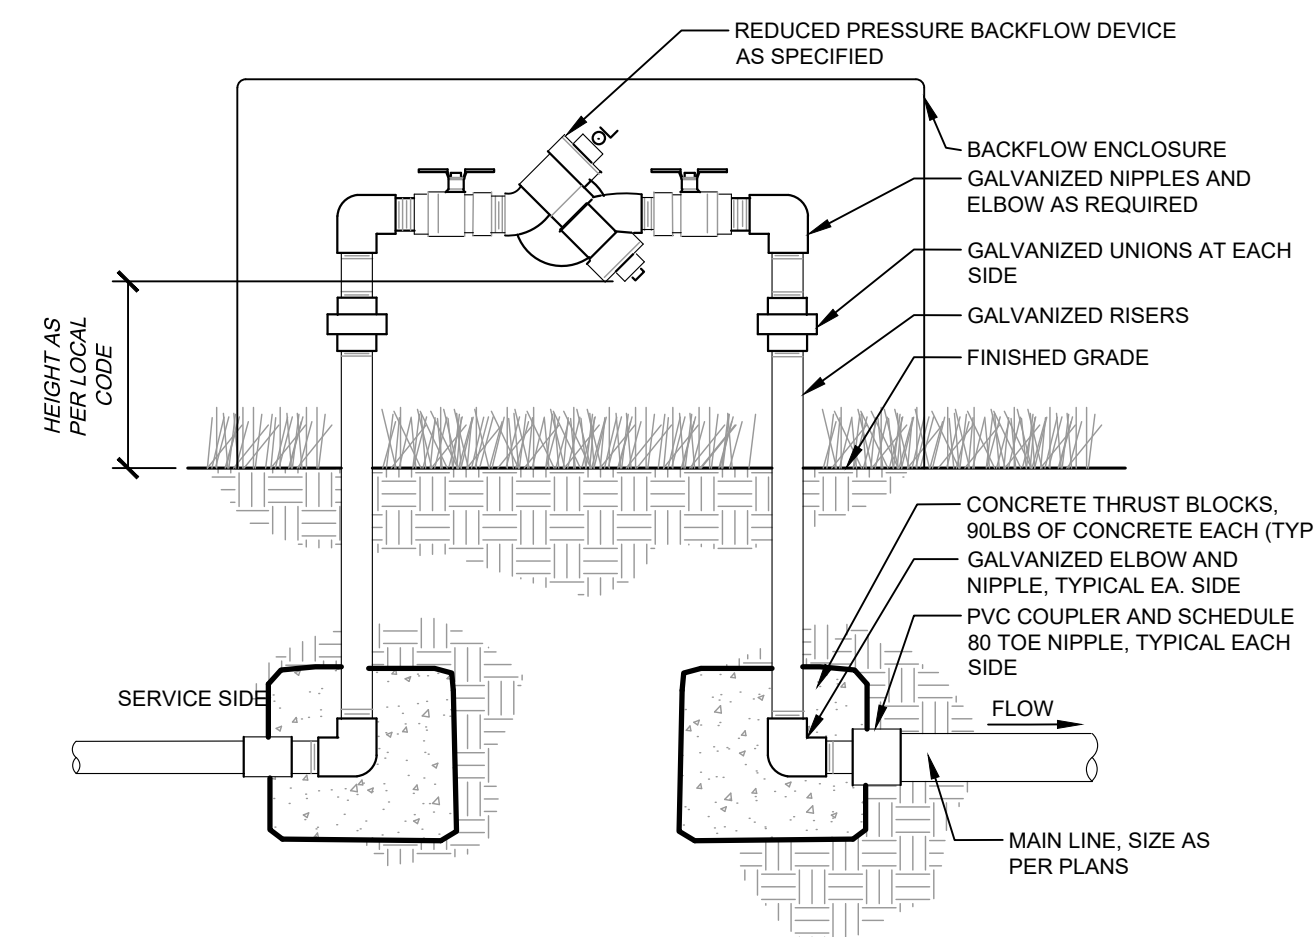 REDUCED PRESSURE BACKFLOW DEVICE
AS SPECIFIED
BACKFLOW ENCLOSURE
GALVANIZED NIPPLES AND
ELBOW AS REQUIRED
GALVANIZED UNIONS AT EACH
SIDE
GALVANIZED RISERS
FINISHED GRADE
HEIGHT AS
PER LOCAL
CODE
CONCRETE THRUST BLOCKS,
90LBS OF CONCRETE EACH (TYP
GALVANIZED ELBOW AND
NIPPLE, TYPICAL EA. SIDE
PVC COUPLER AND SCHEDULE
80 TOE NIPPLE, TYPICAL EACH
SIDE
SERVICE SIDE
FLOW
MAIN LINE, SIZE AS
PER PLANS